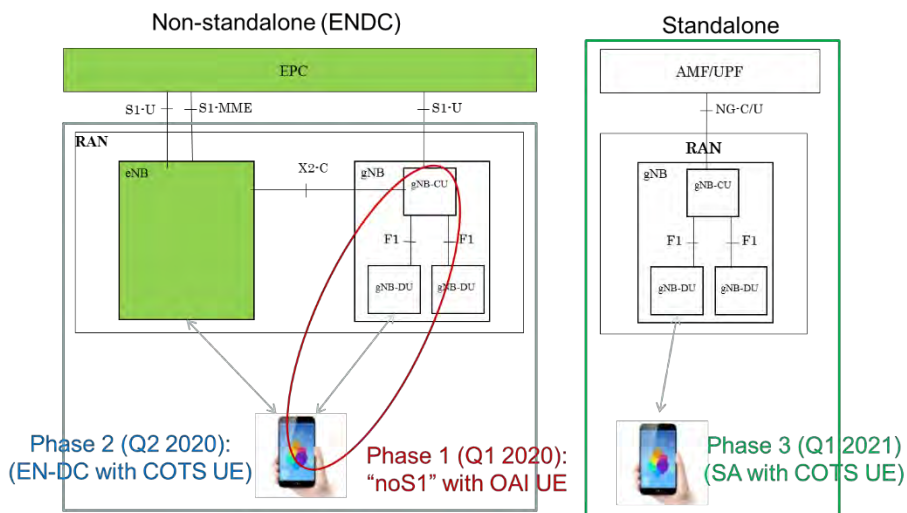 Non-standalone (ENDC)
Standalone
EPC
AMF/UPF
S1-U
S1-MME
S1-U
NG-C/U
RAN
RAN
eNB
X2-C
gNB
gNB-CU
gNB
gNB-CU
F1
F1
F1
F1
gNB-DU
gNB-DU
gNB-DU
gNB-DU
Phase 2 (Q2 2020):
(EN-DC with COTS UE)
Phase 1 (Q1 2020):
“noS1” with OAI UE
Phase 3 (Q1 2021)
(SA with COTS UE)